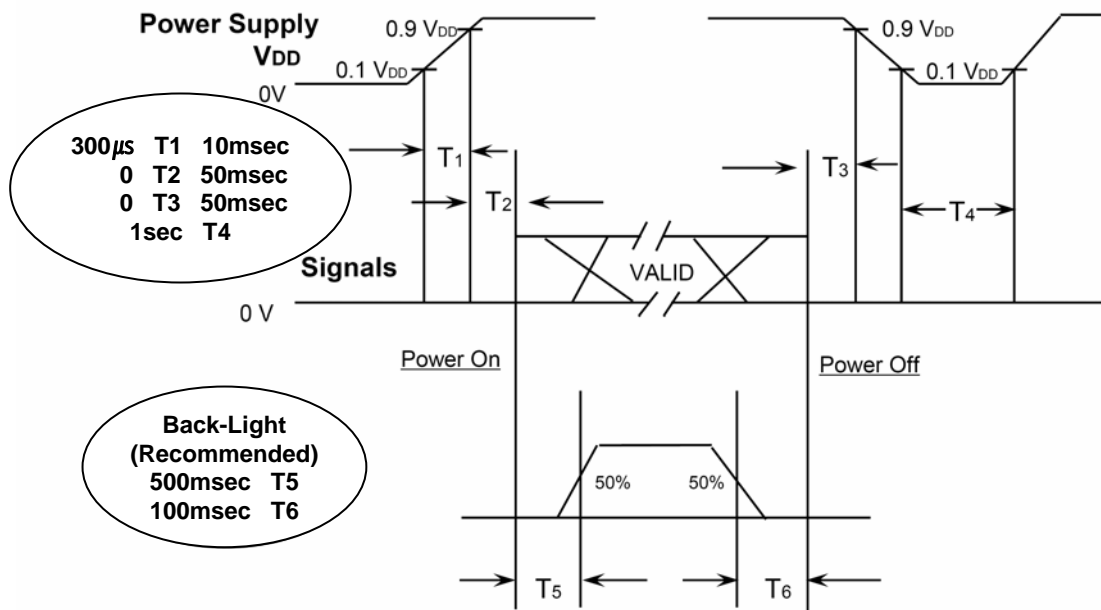 Power Supply
VDD
0.9 VDD
0.1 VDD
0V
0.9 VDD
0.1 VDD
300μs T1 10msec
0 T2 50msec
0 T3 50msec
1sec T4
T1
T2
T3
T4
Signals
VALID
0 V
Power On
Power Off
Back-Light
(Recommended)
500msec T5
100msec T6
50%
50%
T5
T6